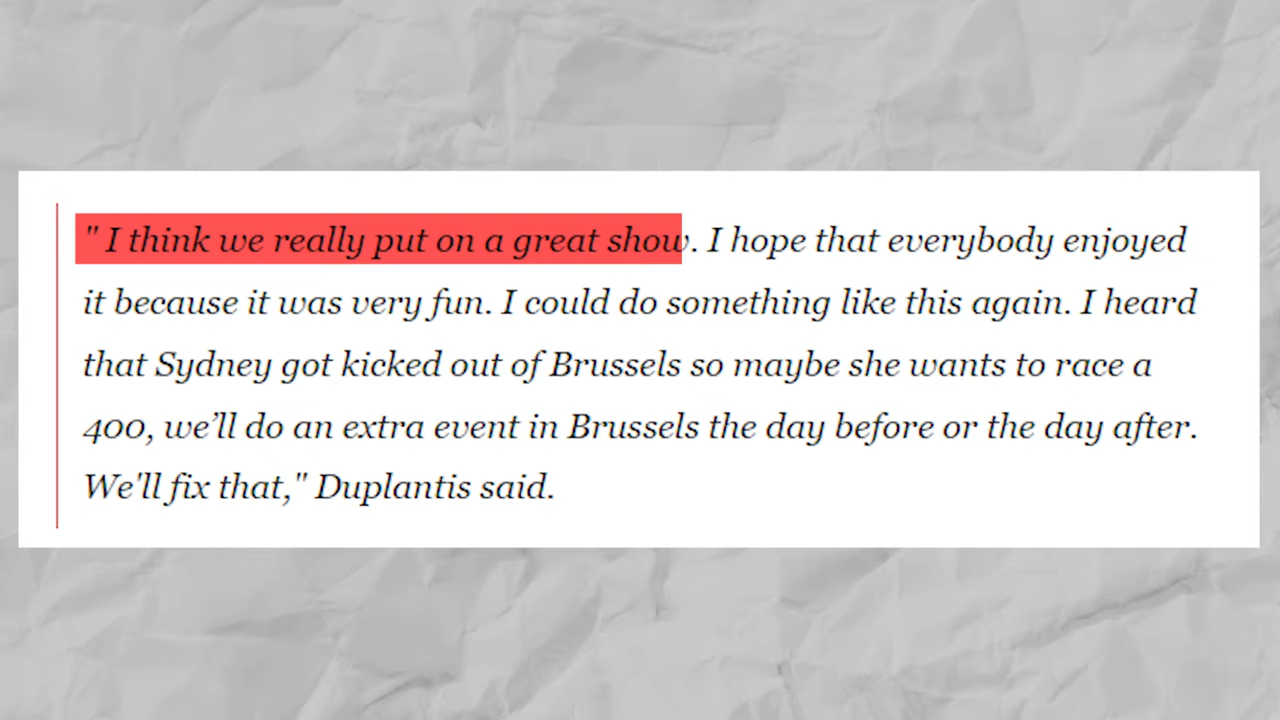 " I think we really put on a great show. I hope that everybody enjoyed
it because it was very fun. I could do something like this again. I heard
that Sydney got kicked out of Brussels so maybe she wants to race a
400, we’ll do an extra event in Brussels the day before or the day after.
We'll fix that," Duplantis said.